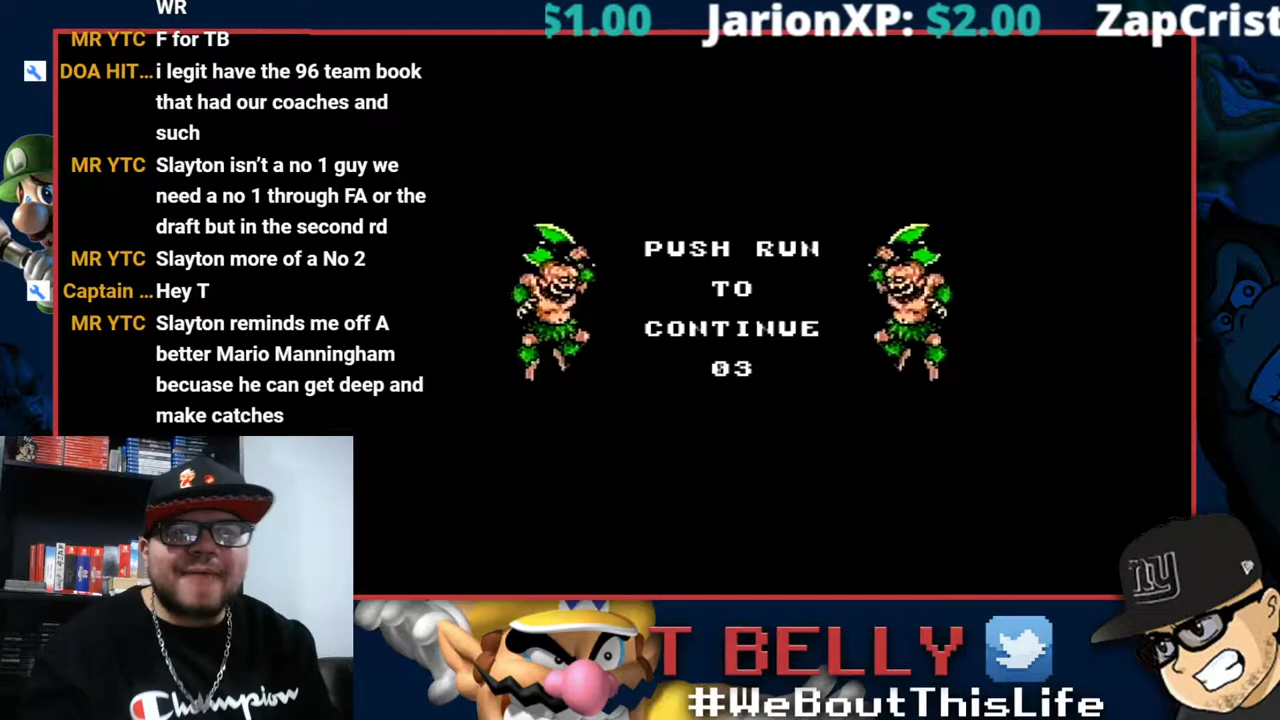 $1.00 JarionXP: $2.00 ZapCrist
WR
MR YTC F for TB
DOA HIT... i legit have the 96 team book
that had our coaches and
such
MR YTC Slayton isn't a no 1 guy we
need a no 1 through FA or the
draft but in the second rd
MR YTC Slayton more of a No 2
Captain ... Hey T
MR YTC Slayton reminds me off A
better Mario Manningham
becuase he can get deep and
make catches
PUSH RUN
TO
CONTINUE
03
Champion
NY
T BELLY
#WeBoutThisLife